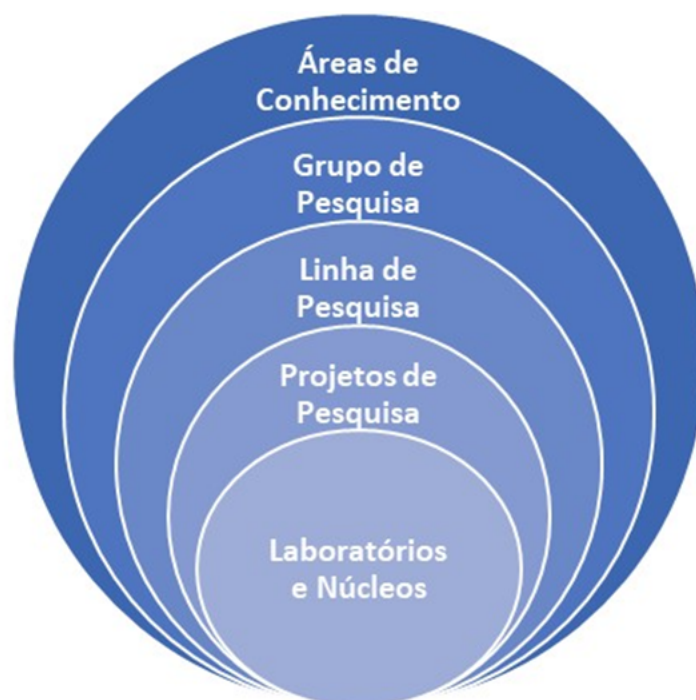 Áreas de
Conhecimento
Grupo de
Pesquisa
Linha de
Pesquisa
Projetos de
Pesquisa
Laboratórios
e Núcleos